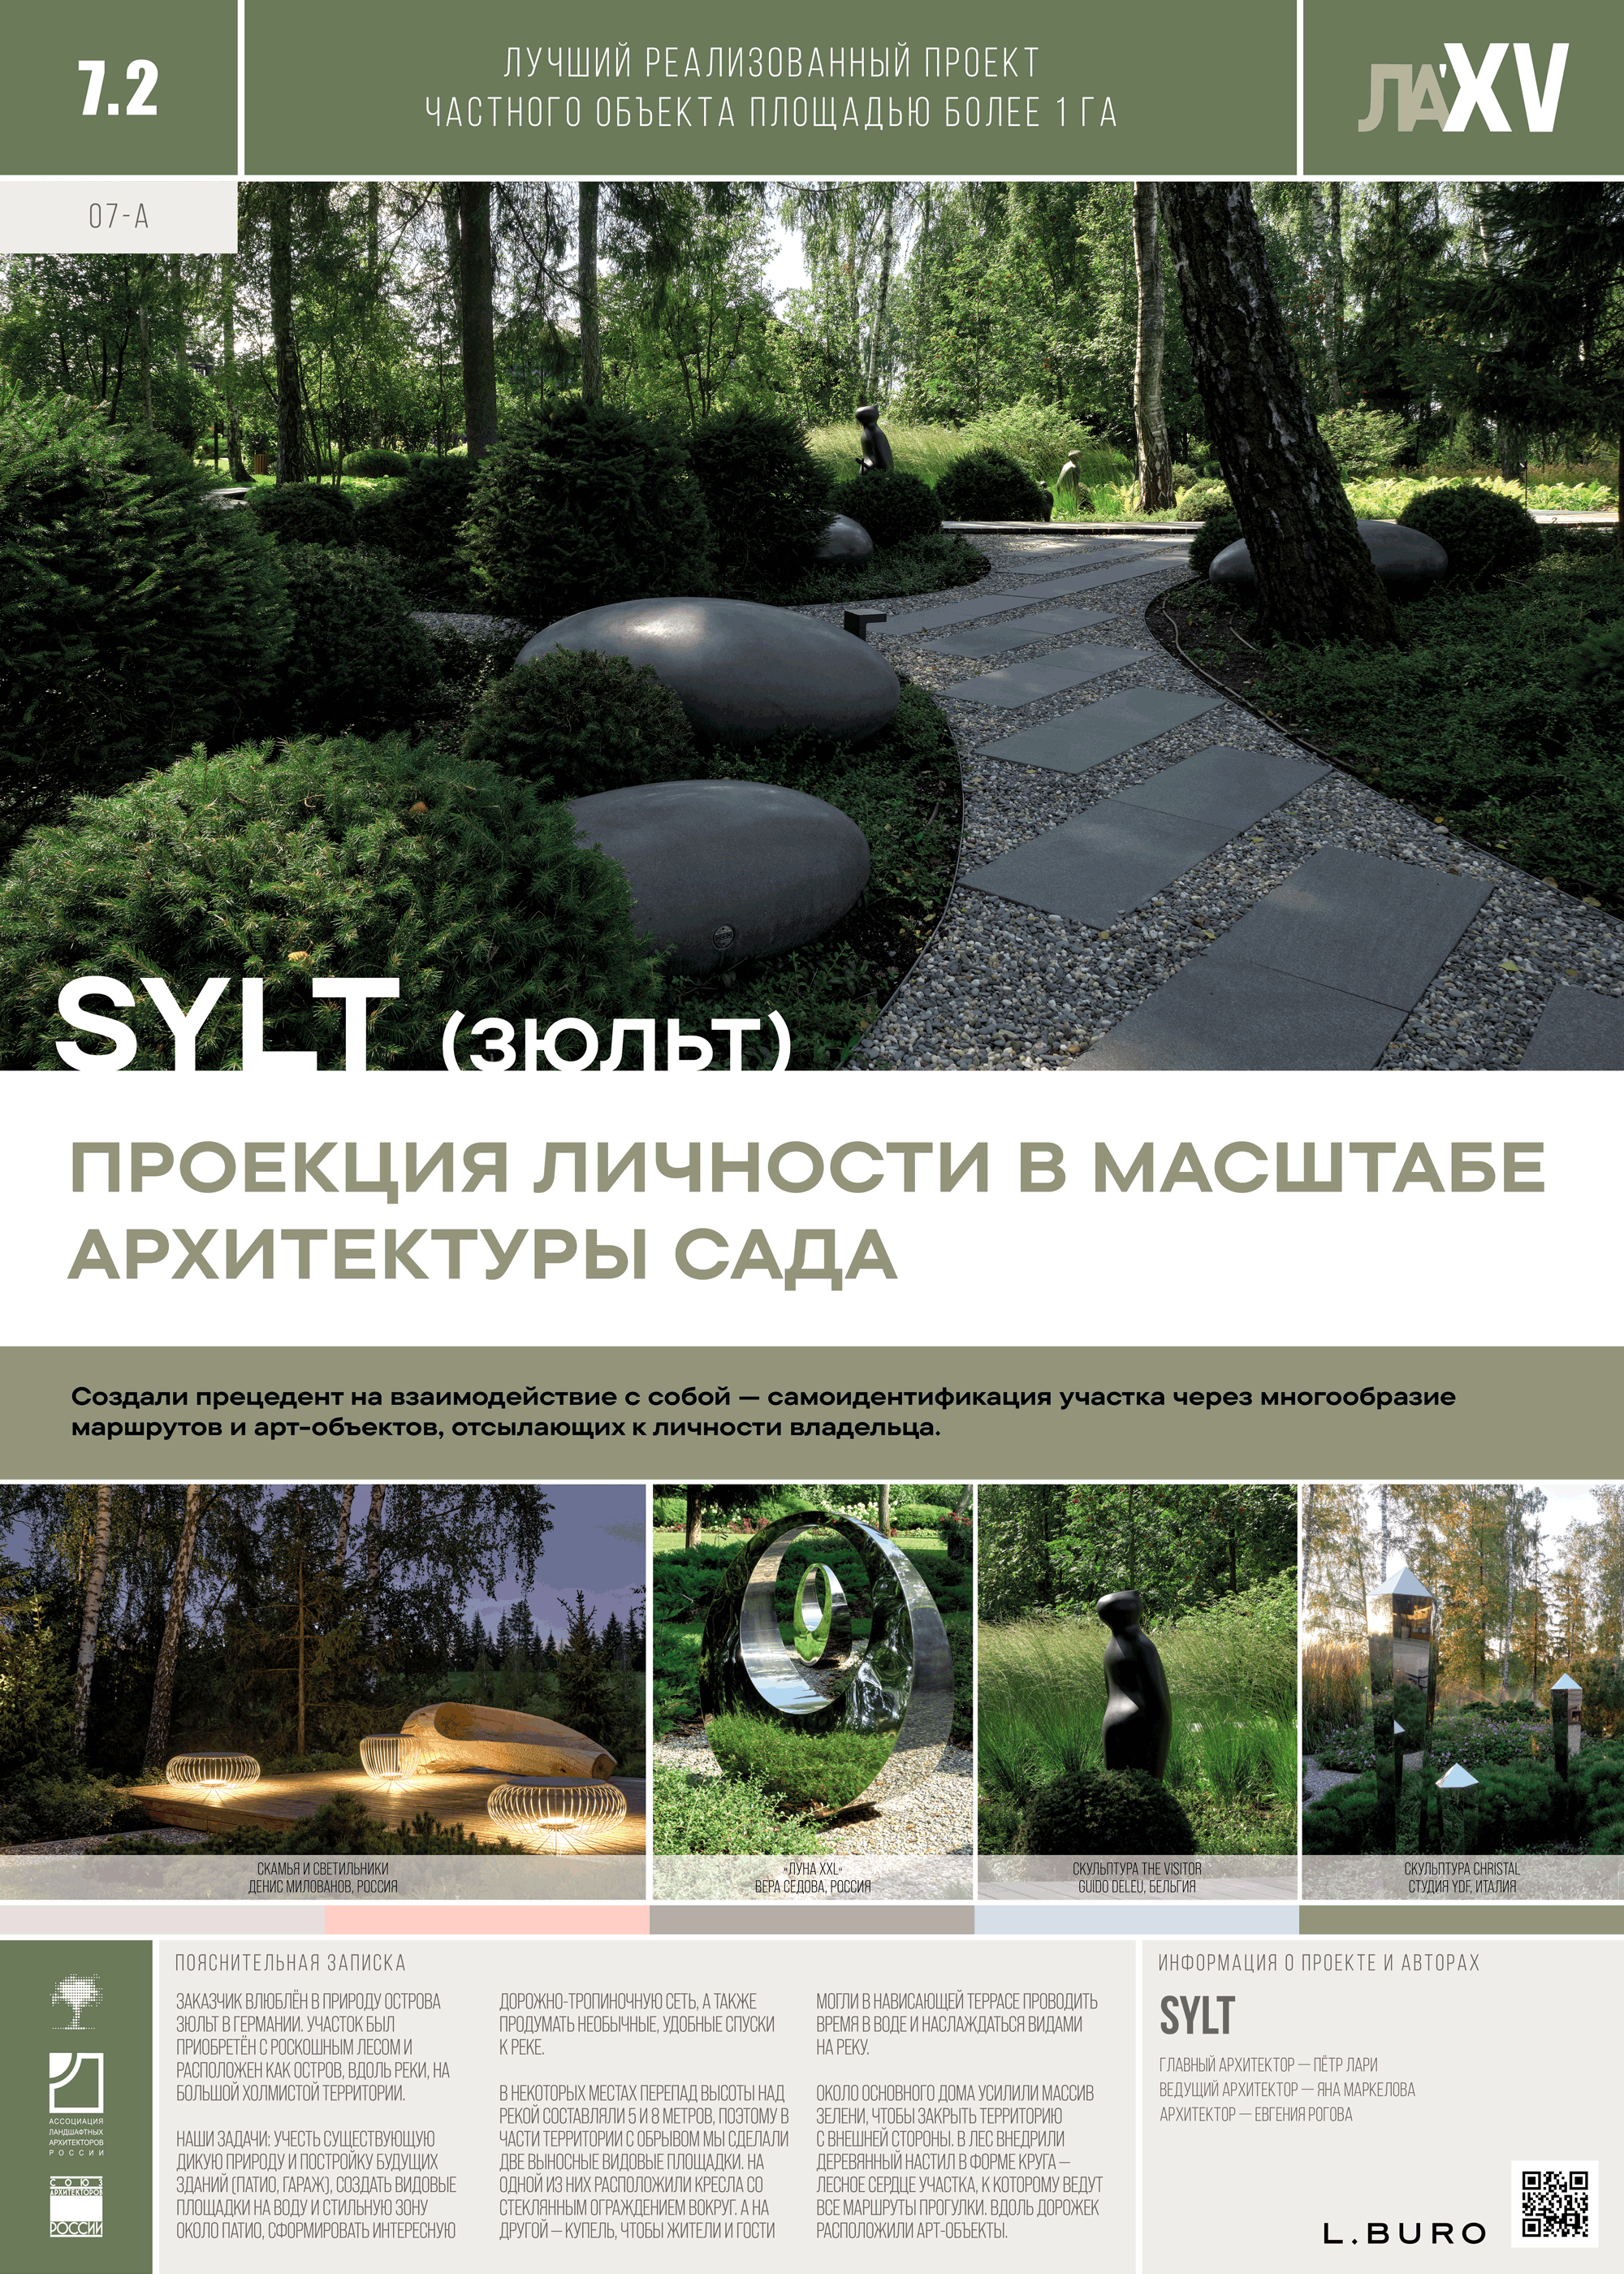 7.2
ЛУЧШИЙ РЕАЛИЗОВАННЫЙ ПРОЕКТ
ЧАСТНОГО ОБЪЕКТА ПЛОЩАДЬЮ БОЛЕЕ 1 ГА
ЛА'XV
07-А
SYLT (ЗЮЛЬТ)
ПРОЕКЦИЯ ЛИЧНОСТИ В МАСШТАБЕ
АРХИТЕКТУРЫ САДА
Создали прецедент на взаимодействие с собой — самоидентификация участка через многообразие
маршрутов и арт-объектов, отсылающих к личности владельца.
СКАМЬЯ И СВЕТИЛЬНИКИ
ДЕНИС МИЛОВАНОВ, РОССИЯ
«ЛУНА XXL»
ВЕРА СЕДОВА, РОССИЯ
СКУЛЬПТУРА THE VISITOR
GUIDO DELEU, БЕЛЬГИЯ
СКУЛЬПТУРА CHRISTAL
СТУДИЯ YDF, ИТАЛИЯ
АССОЦИАЦИЯ
ЛАНДШАФТНЫХ
АРХИТЕКТОРОВ
РОССИИ
СОЮЗ
АРХИТЕКТОРОВ
РОССИИ
ПОЯСНИТЕЛЬНАЯ ЗАПИСКА
ЗАКАЗЧИК ВЛЮБЛЁН В ПРИРОДУ ОСТРОВА
ЗЮЛЬТ В ГЕРМАНИИ. УЧАСТОК БЫЛ
ПРИОБРЕТЁН С РОСКОШНЫМ ЛЕСОМ И
РАСПОЛОЖЕН КАК ОСТРОВ, ВДОЛЬ РЕКИ, НА
БОЛЬШОЙ ХОЛМИСТОЙ ТЕРРИТОРИИ.
НАШИ ЗАДАЧИ: УЧЕСТЬ СУЩЕСТВУЮЩУЮ
ДИКУЮ ПРИРОДУ И ПОСТРОЙКУ БУДУЩИХ
ЗДАНИЙ (ПАТИО, ГАРАЖ), СОЗДАТЬ ВИДОВЫЕ
ПЛОЩАДКИ НА ВОДУ И СТИЛЬНУЮ ЗОНУ
ОКОЛО ПАТИО, СФОРМИРОВАТЬ ИНТЕРЕСНУЮ
ДОРОЖНО-ТРОПИНОЧНУЮ СЕТЬ, А ТАКЖЕ
ПРОДУМАТЬ НЕОБЫЧНЫЕ, УДОБНЫЕ СПУСКИ
К РЕКЕ.
В НЕКОТОРЫХ МЕСТАХ ПЕРЕПАД ВЫСОТЫ НАД
РЕКОЙ СОСТАВЛЯЛИ 5 И 8 МЕТРОВ, ПОЭТОМУ В
ЧАСТИ ТЕРРИТОРИИ С ОБРЫВОМ МЫ СДЕЛАЛИ
ДВЕ ВЫНОСНЫЕ ВИДОВЫЕ ПЛОЩАДКИ. НА
ОДНОЙ ИЗ НИХ РАСПОЛОЖИЛИ КРЕСЛА СО
СТЕКЛЯННЫМ ОГРАЖДЕНИЕМ ВОКРУГ. А НА
ДРУГОЙ — КУПЕЛЬ, ЧТОБЫ ЖИТЕЛИ И ГОСТИ
МОГЛИ В НАВИСАЮЩЕЙ ТЕРРАСЕ ПРОВОДИТЬ
ВРЕМЯ В ВОДЕ И НАСЛАЖДАТЬСЯ ВИДАМИ
НА РЕКУ.
ОКОЛО ОСНОВНОГО ДОМА УСИЛИЛИ МАССИВ
ЗЕЛЕНИ, ЧТОБЫ ЗАКРЫТЬ ТЕРРИТОРИЮ
С ВНЕШНЕЙ СТОРОНЫ. В ЛЕС ВНЕДРИЛИ
ДЕРЕВЯННЫЙ НАСТИЛ В ФОРМЕ КРУГА —
ЛЕСНОЕ СЕРДЦЕ УЧАСТКА, К КОТОРОМУ ВЕДУТ
ВСЕ МАРШРУТЫ ПРОГУЛКИ. ВДОЛЬ ДОРОЖЕК
РАСПОЛОЖИЛИ АРТ-ОБЪЕКТЫ.
ИНФОРМАЦИЯ О ПРОЕКТЕ И АВТОРАХ
SYLT
ГЛАВНЫЙ АРХИТЕКТОР — ПЁТР ЛАРИ
ВЕДУЩИЙ АРХИТЕКТОР — ЯНА МАРКЕЛОВА
АРХИТЕКТОР — ЕВГЕНИЯ РОГОВА
L.BURO